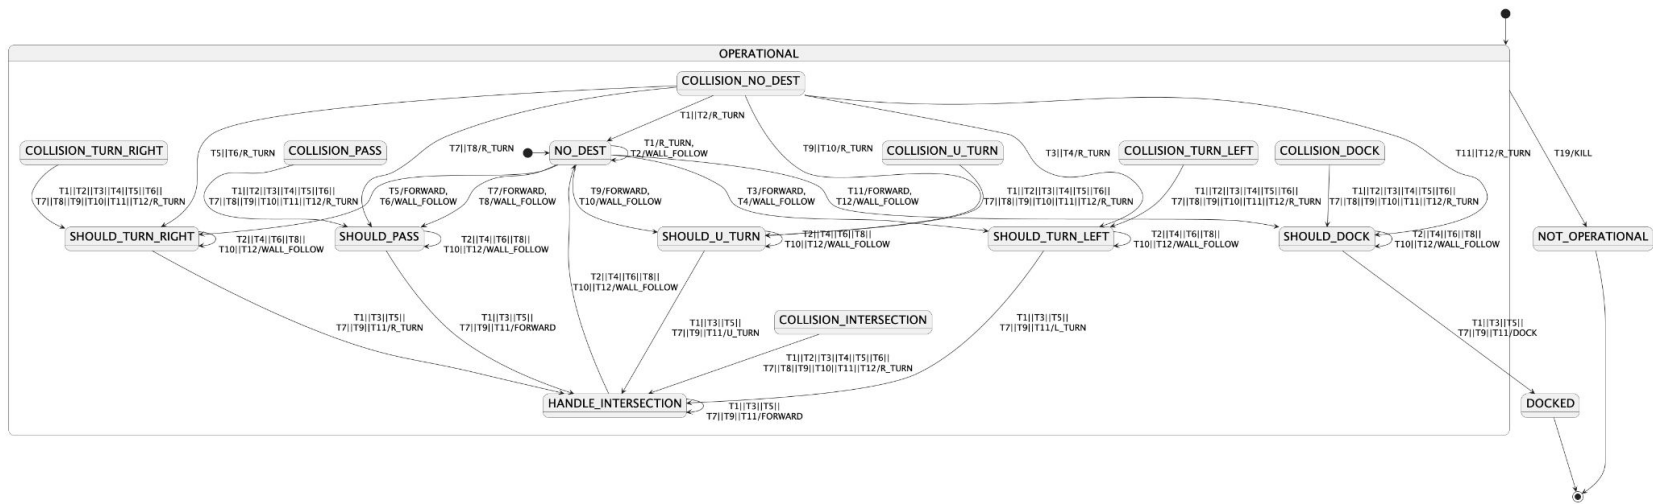 OPERATIONAL
COLLISION_NO_DEST
T1||T2/R_TURN
COLLISION_TURN_RIGHT
T5||T6/R_TURN
COLLISION_PASS
T7||T8/R_TURN
NO_DEST
T1/R_TURN,
T2/WALL_FOLLOW
T9||T10/R_TURN
COLLISION_U_TURN
T3||T4/R_TURN
COLLISION_TURN_LEFT
COLLISION_DOCK
T11||T12/R_TURN
T19/KILL
T1||T2||T3||T4||T5||T6||
T7||T8||T9||T10||T11||T12/R_TURN
T1||T2||T3||T4||T5||T6||
T7||T8||T9||T10||T11||T12/R_TURN
T5/FORWARD,
T6/WALL_FOLLOW
T7/FORWARD,
T8/WALL_FOLLOW
T9/FORWARD,
T10/WALL_FOLLOW
T3/FORWARD,
T4/WALL_FOLLOW
T11/FORWARD,
T12/WALL_FOLLOW
T1||T2||T3||T4||T5||T6||
T7||T8||T9||T10||T11||T12/R_TURN
T1||T2||T3||T4||T5||T6||
T7||T8||T9||T10||T11||T12/R_TURN
T1||T2||T3||T4||T5||T6||
T7||T8||T9||T10||T11||T12/R_TURN
SHOULD_TURN_RIGHT
T2||T4||T6||T8||
T10||T12/WALL_FOLLOW
SHOULD_PASS
T2||T4||T6||T8||
T10||T12/WALL_FOLLOW
SHOULD_U_TURN
T2||T4||T6||T8||
T10||T12/WALL_FOLLOW
SHOULD_TURN_LEFT
T2||T4||T6||T8||
T10||T12/WALL_FOLLOW
SHOULD_DOCK
T2||T4||T6||T8||
T10||T12/WALL_FOLLOW
NOT_OPERATIONAL
T2||T4||T6||T8||
T10||T12/WALL_FOLLOW
T1||T3||T5||
T7||T9||T11/R_TURN
T1||T3||T5||
T7||T9||T11/FORWARD
T1||T3||T5||
T7||T9||T11/U_TURN
COLLISION_INTERSECTION
T1||T3||T5||
T7||T9||T11/L_TURN
T1||T3||T5||
T7||T9||T11/DOCK
T1||T2||T3||T4||T5||T6||
T7||T8||T9||T10||T11||T12/R_TURN
HANDLE_INTERSECTION
T1||T3||T5||
T7||T9||T11/FORWARD
DOCKED